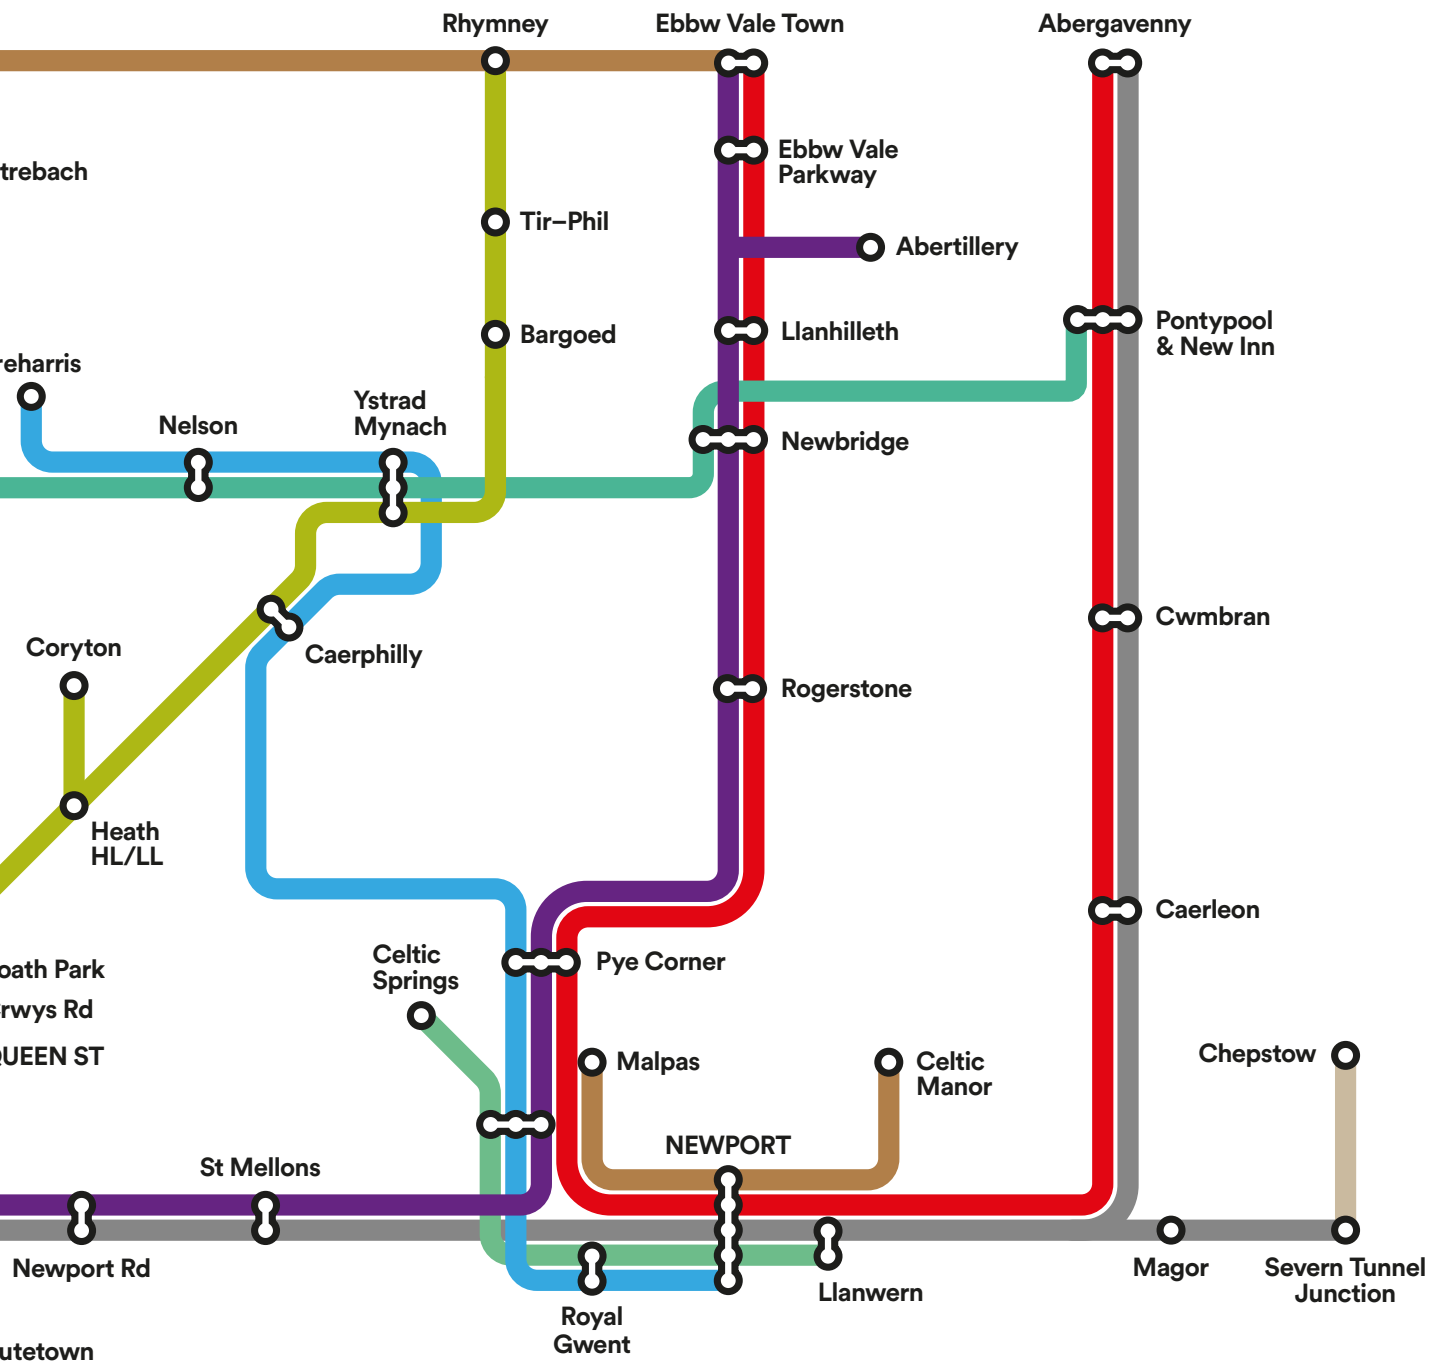 Rhymney
Ebbw Vale Town
Abergavenny
trebach
Ebbw Vale
Parkway
Tir–Phil
Abertillery
Bargoed
Llanhilleth
Pontypool
& New Inn
reharris
Nelson
Ystrad
Mynach
Newbridge
Coryton
Caerphilly
Cwmbran
Rogerstone
Heath
HL/LL
Caerleon
oath Park
rwys Rd
QUEEN ST
Celtic
Springs
Pye Corner
Malpas
Celtic
Manor
Chepstow
NEWPORT
St Mellons
Newport Rd
Magor
Severn Tunnel
Junction
Llanwern
Royal
Gwent
utetown